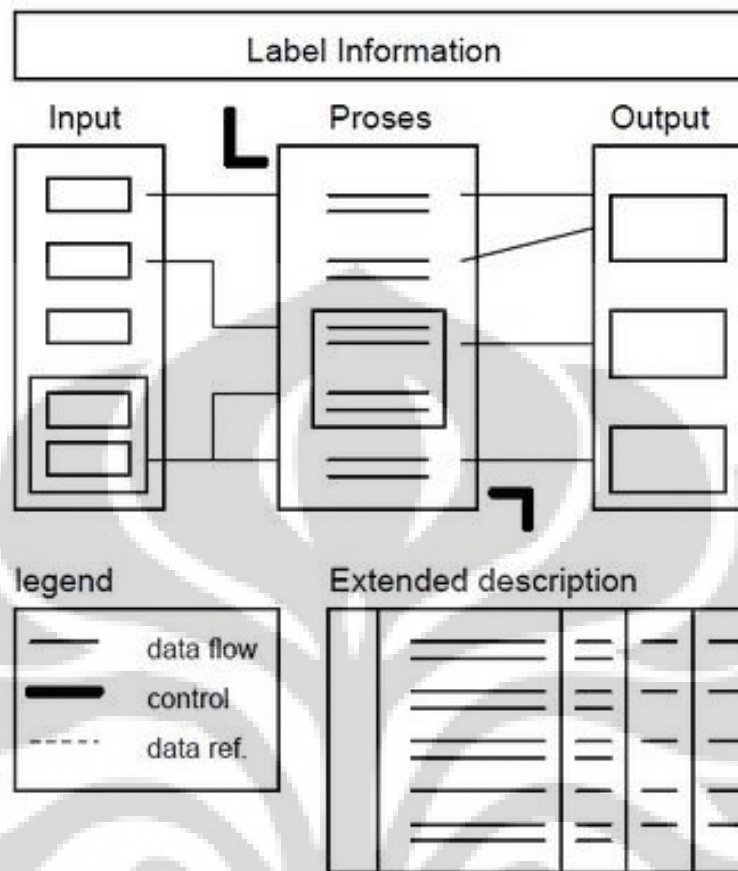 Label Information
Input
Proses
Output
legend
Extended description
data flow
control
data ref.